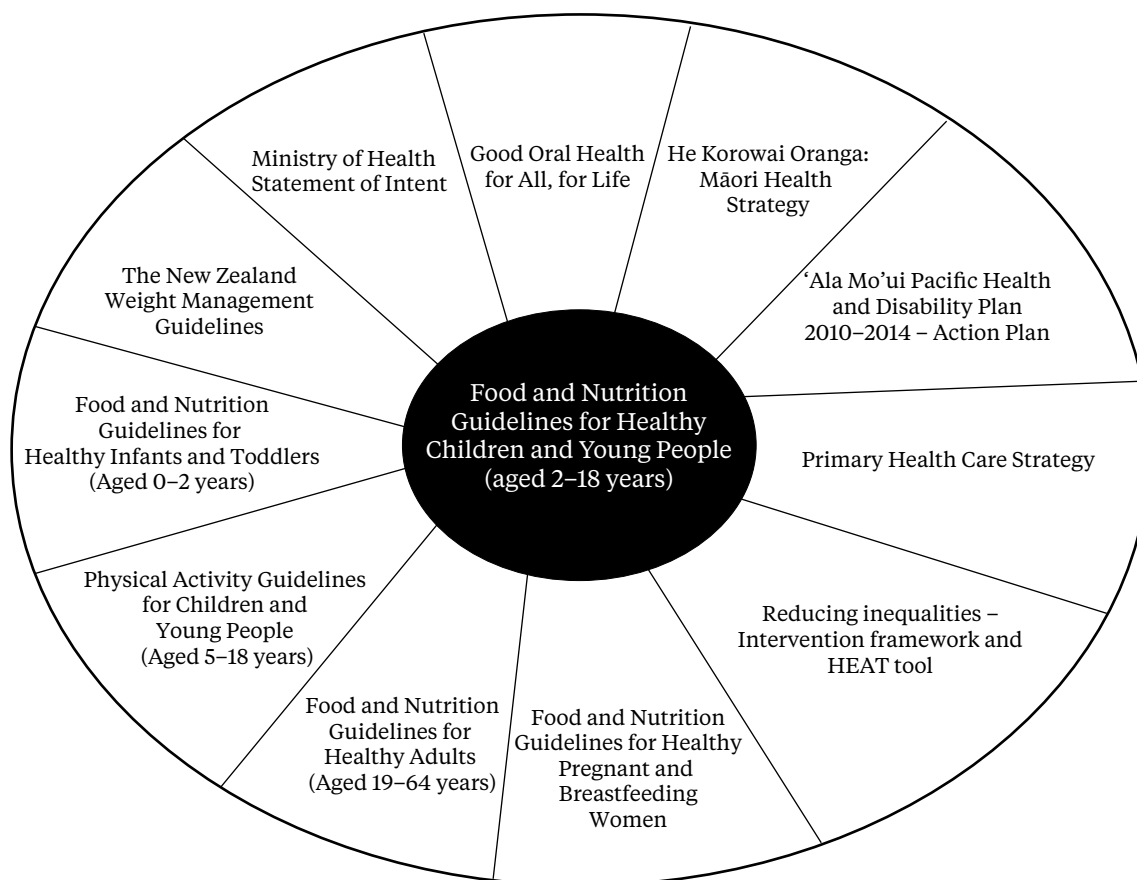 Ministry of Health
Statement of Intent
Good Oral Health
for All, for Life
He Korowai Oranga:
Māori Health
Strategy
‘Ala Mo’ui Pacific Health
and Disability Plan
2010–2014 – Action Plan
Primary Health Care Strategy
Reducing inequalities –
Intervention framework and
HEAT tool
Food and Nutrition
Guidelines for Healthy
Pregnant and
Breastfeeding
Women
Food and Nutrition
Guidelines for
Healthy Adults
(Aged 19–64 years)
Physical Activity Guidelines
for Children and
Young People
(Aged 5–18 years)
Food and Nutrition
Guidelines for
Healthy Infants and Toddlers
(Aged 0–2 years)
The New Zealand
Weight Management
Guidelines
Food and Nutrition
Guidelines for Healthy
Children and Young People
(aged 2–18 years)